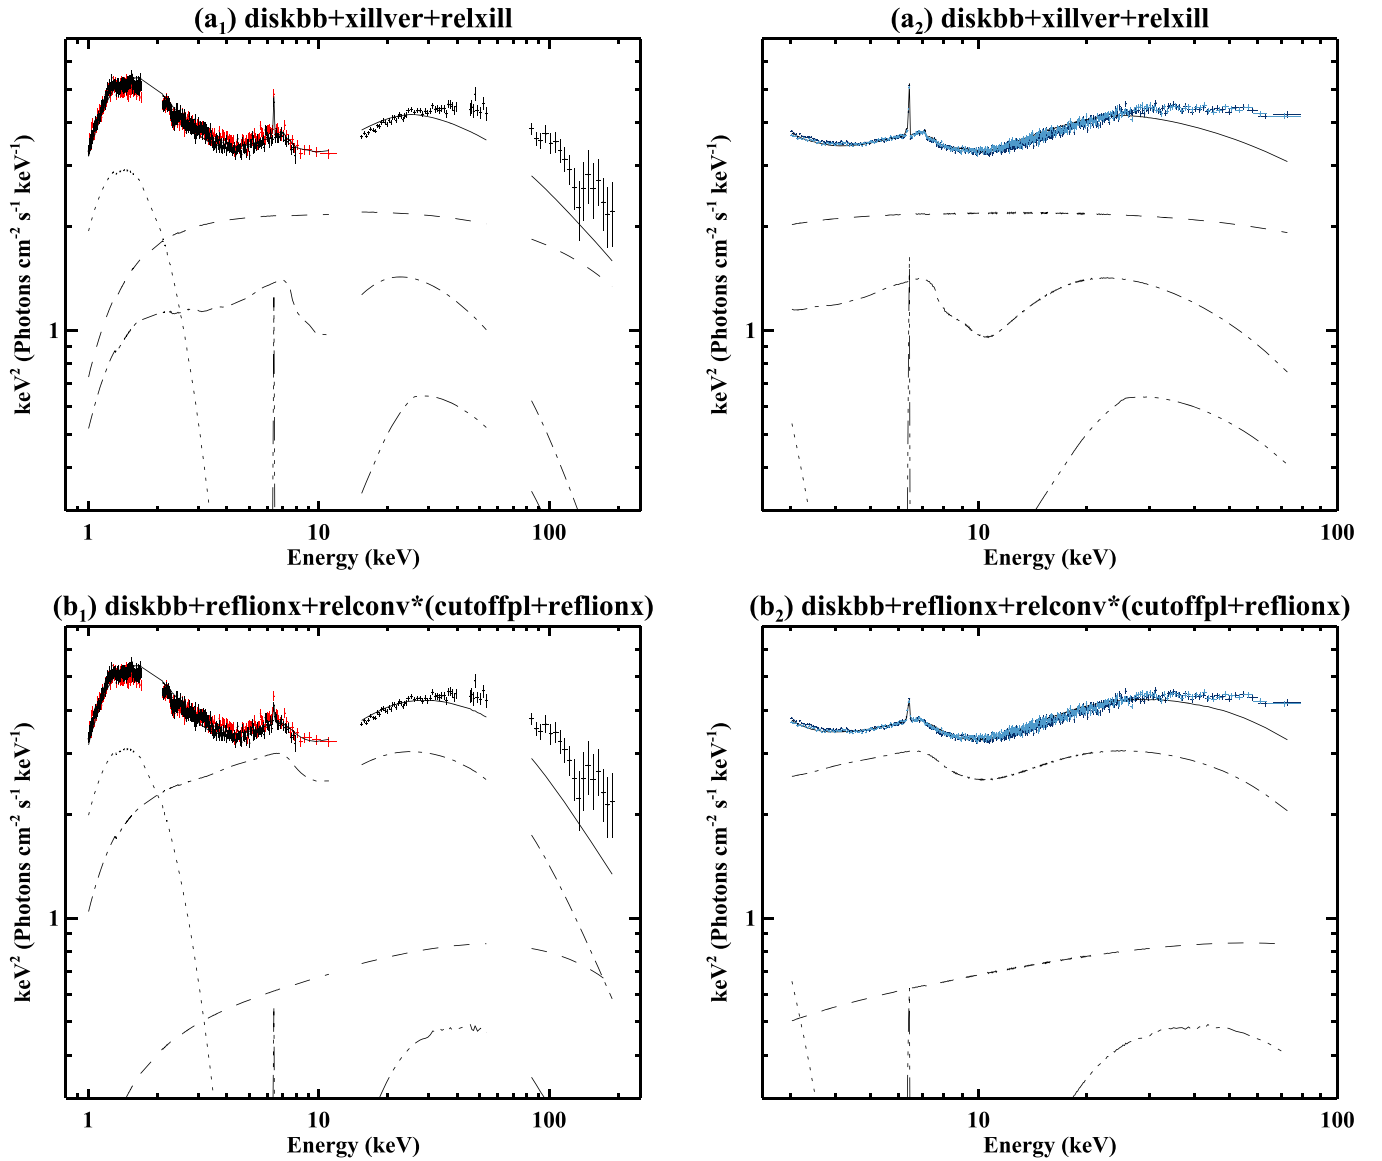 (a₁) diskbb+xillver+relxill
keV² (Photons cm⁻² s⁻¹ keV⁻¹)
1
1
10
100
Energy (keV)
(a₂) diskbb+xillver+relxill
keV² (Photons cm⁻² s⁻¹ keV⁻¹)
1
10
100
Energy (keV)
(b₁) diskbb+reflionx+relconv*(cutoffpl+reflionx)
keV² (Photons cm⁻² s⁻¹ keV⁻¹)
1
1
10
100
Energy (keV)
(b₂) diskbb+reflionx+relconv*(cutoffpl+reflionx)
keV² (Photons cm⁻² s⁻¹ keV⁻¹)
1
10
100
Energy (keV)